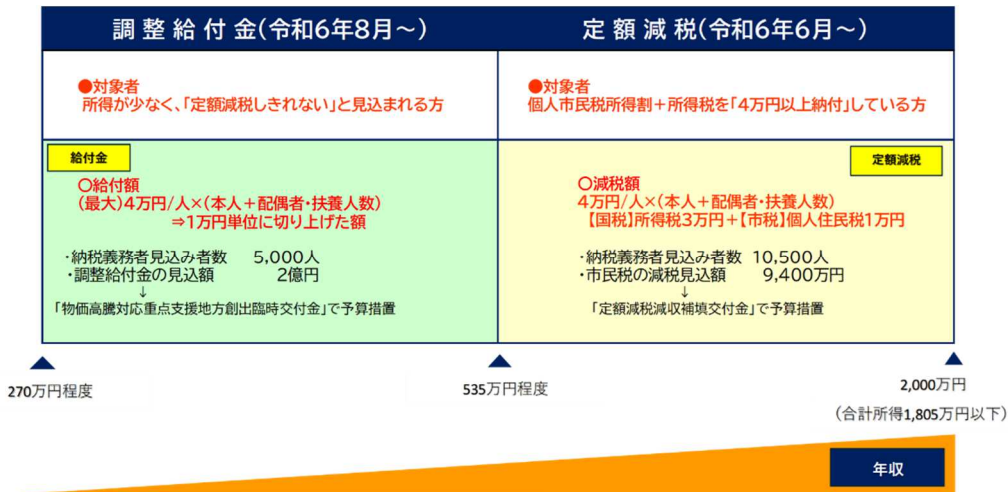 調整給付金(令和6年8月～)
定額減税(令和6年6月～)
●対象者
所得が少なく、「定額減税しきれない」と見込まれる方
●対象者
個人市民税所得割＋所得税を「4万円以上納付」している方
給付金
○給付額
(最大)4万円/人×(本人＋配偶者・扶養人数)
⇒1万円単位に切り上げた額
・納税義務者見込み者数 5,000人
・調整給付金の見込額 2億円
↓
「物価高騰対応重点支援地方創出臨時交付金」で予算措置
定額減税
○減税額
4万円/人×(本人＋配偶者・扶養人数)
【国税】所得税3万円＋【市税】個人住民税1万円
・納税義務者見込み者数 10,500人
・市民税の減税見込額 9,400万円
↓
「定額減税減収補填交付金」で予算措置
270万円程度
535万円程度
2,000万円
(合計所得1,805万円以下)
年収